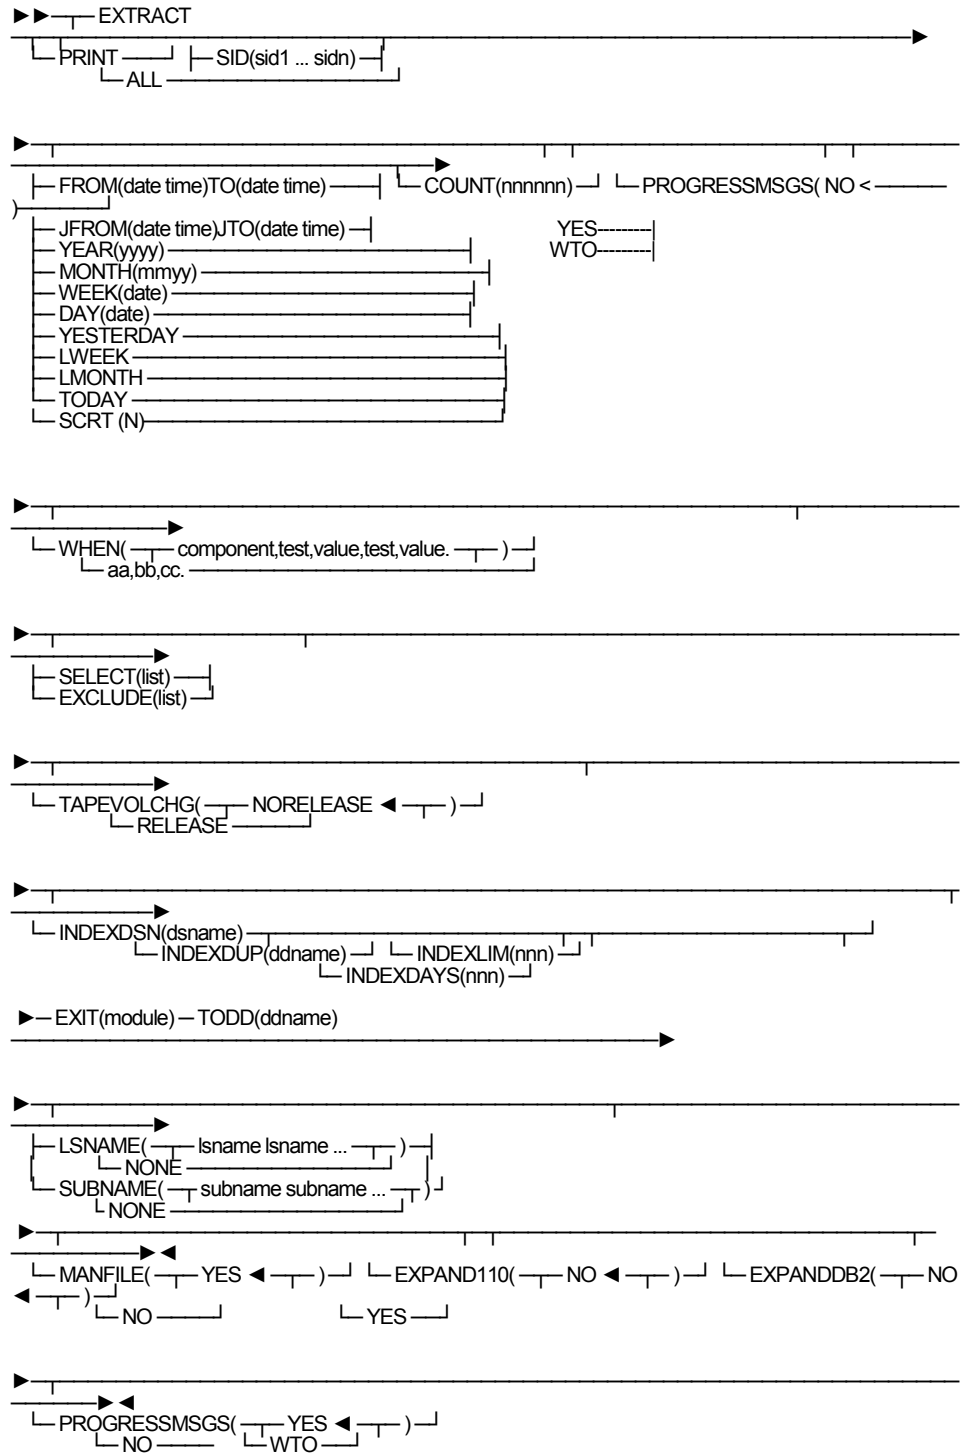 ►►─┬─ EXTRACT
PRINT ────┘ ├─ SID(sid1 ... sidn) ─┤
└─ ALL ─────────────────┘
├─ FROM(date time)TO(date time) ────┤ └─ COUNT(nnnnnn) ─┘ └─ PROGRESSMSGS( NO < ─────
)───────┘
├─ JFROM(date time)JTO(date time) ─┤ YES---------|
├─ YEAR(yyyy) ─┤ WTO---------|
├─ MONTH(mmyy) ─┤
├─ WEEK(date) ─┤
├─ DAY(date) ─┤
├─ YESTERDAY ─┤
├─ LWEEK ─┤
├─ LMONTH ─┤
└─ TODAY ─┤
└─ SCRT (N)─┘
└─ WHEN( ─┬─ component,test,value,test,value. ─┬─ ) ─┘
└─ aa,bb,cc. ─┘
├─ SELECT(list) ──┤
└─ EXCLUDE(list) ─┘
└─ TAPEVOLCHG( ─┬─ NORELEASE ◄ ─┬─ ) ─┘
└─ RELEASE ─────┘
└─ INDEXDSN(dsname)
└─ INDEXDUP(ddname) ─┘ └─ INDEXLIM(nnn) ─┘
└─ INDEXDAYS(nnn) ─┘
►─ EXIT(module) ─ TODD(ddname)
├─ LSNAME( ─┬─ lsname lsname ... ─┬─ ) ─┤
└─ NONE ─┘
└─ SUBNAME( ─┬ subname subname ... ─┬ ) ┘
└ NONE ─┘
└─ MANFILE( ─┬─ YES ◄ ─┬─ ) ─┘ └─ EXPAND110( ─┬─ NO ◄ ─┬─ ) ─┘ └─ EXPANDDB2( ─┬─ NO
◄ ─┬─ ) ─┘
└─ NO ────┘ └─ YES ──┘
└─ PROGRESSMSGS( ─┬─ YES ◄ ─┬─ ) ─┘
└─ NO ──── └─ WTO ──┘